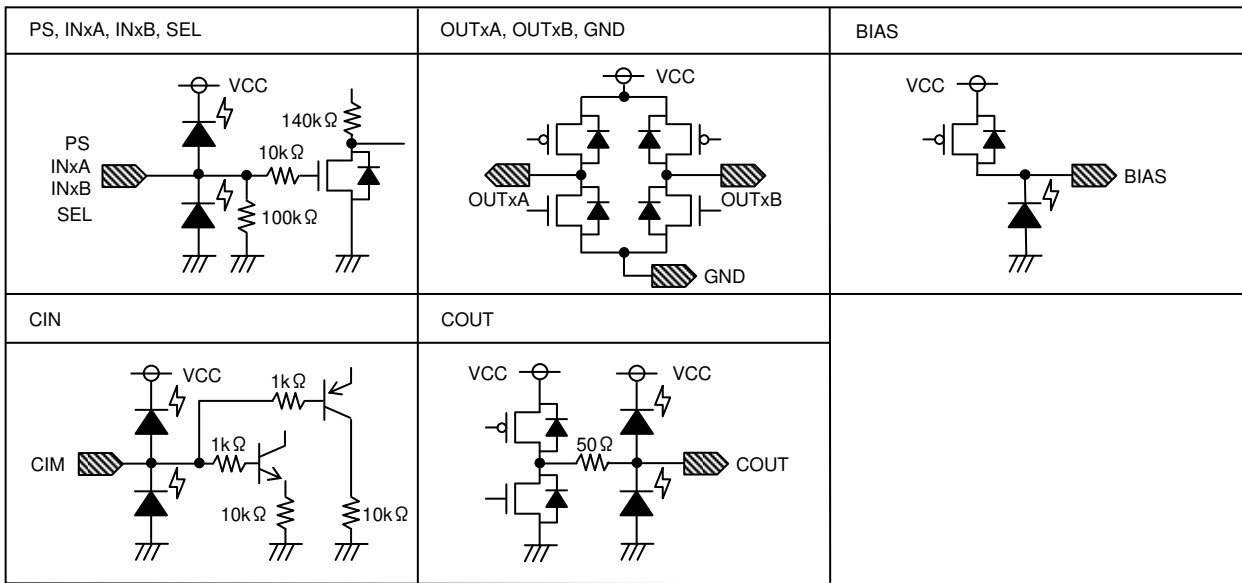 PS, INxA, INxB, SEL
VCC
140kΩ
PS
INxA
INxB
SEL
10kΩ
100kΩ
OUTxA, OUTxB, GND
VCC
OUTxA
OUTxB
GND
BIAS
VCC
BIAS
CIN
VCC
1kΩ
CIM
1kΩ
10kΩ
10kΩ
COUT
VCC
VCC
50Ω
COUT